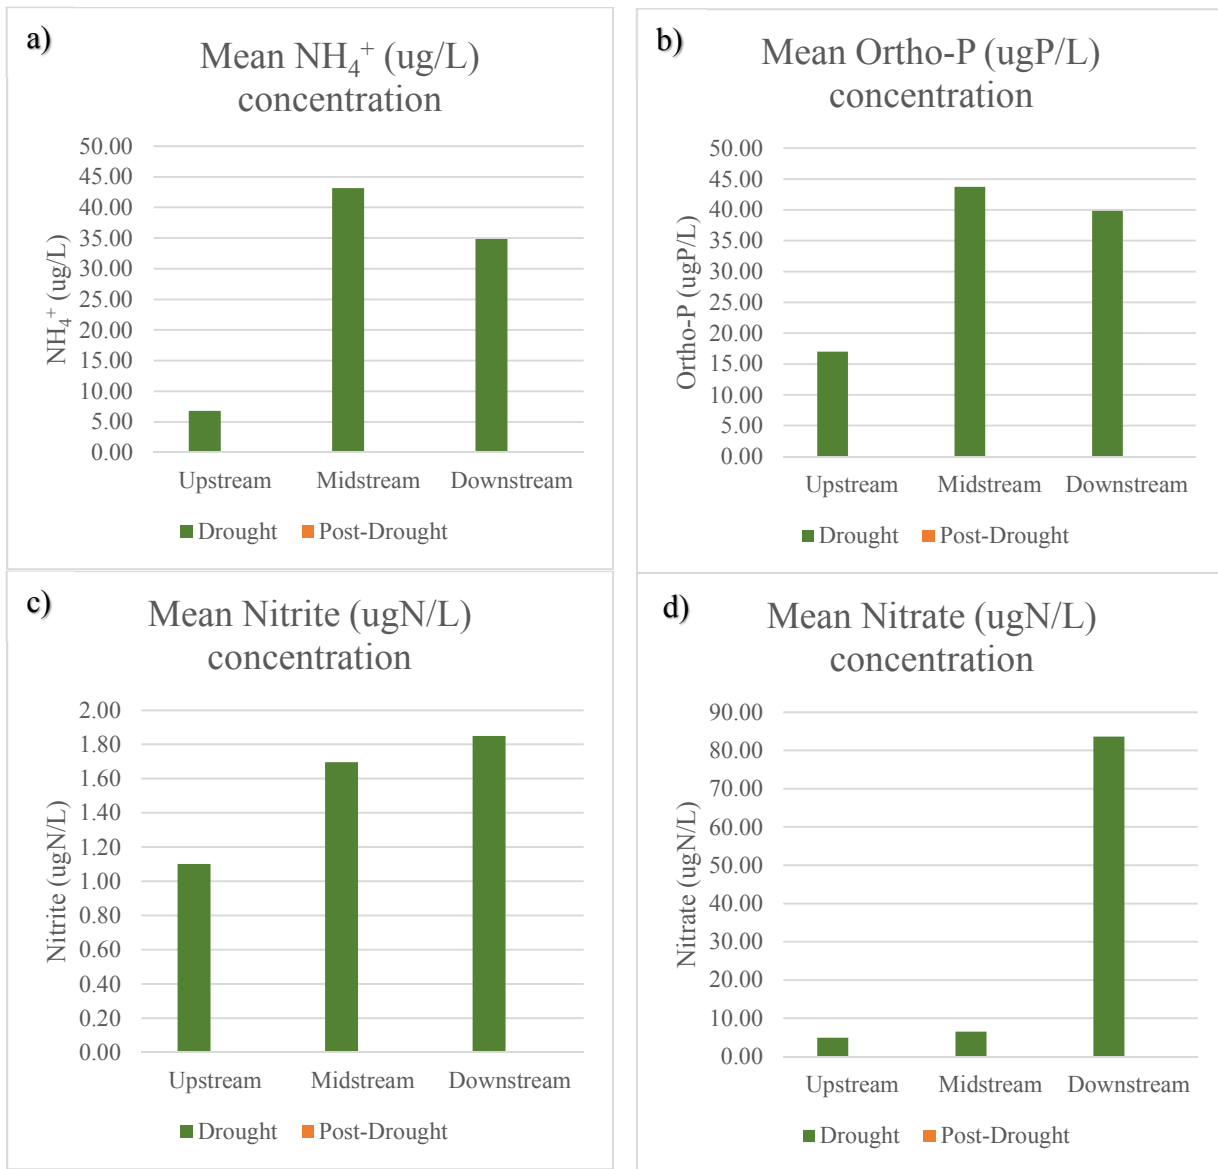 a)
Mean NH₄⁺ (ug/L)
concentration
50.00
45.00
40.00
35.00
30.00
25.00
20.00
15.00
10.00
5.00
0.00
NH₄⁺ (ug/L)
Upstream Midstream Downstream
Drought Post-Drought
b)
Mean Ortho-P (ugP/L)
concentration
50.00
45.00
40.00
35.00
30.00
25.00
20.00
15.00
10.00
5.00
0.00
Ortho-P (ugP/L)
Upstream Midstream Downstream
Drought Post-Drought
c)
Mean Nitrite (ugN/L)
concentration
2.00
1.80
1.60
1.40
1.20
1.00
0.80
0.60
0.40
0.20
0.00
Nitrite (ugN/L)
Upstream Midstream Downstream
Drought Post-Drought
d)
Mean Nitrate (ugN/L)
concentration
90.00
80.00
70.00
60.00
50.00
40.00
30.00
20.00
10.00
0.00
Nitrate (ugN/L)
Upstream Midstream Downstream
Drought Post-Drought